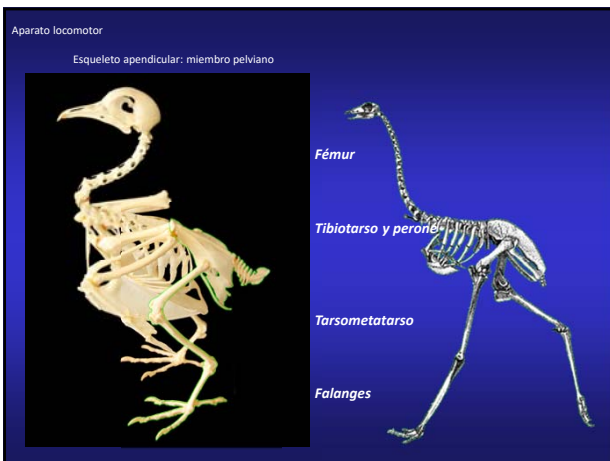 Aparato locomotor
Esqueleto apendicular: miembro pelviano
Fémur
Tibiotarso y peroné
Tarsometatarso
Falanges